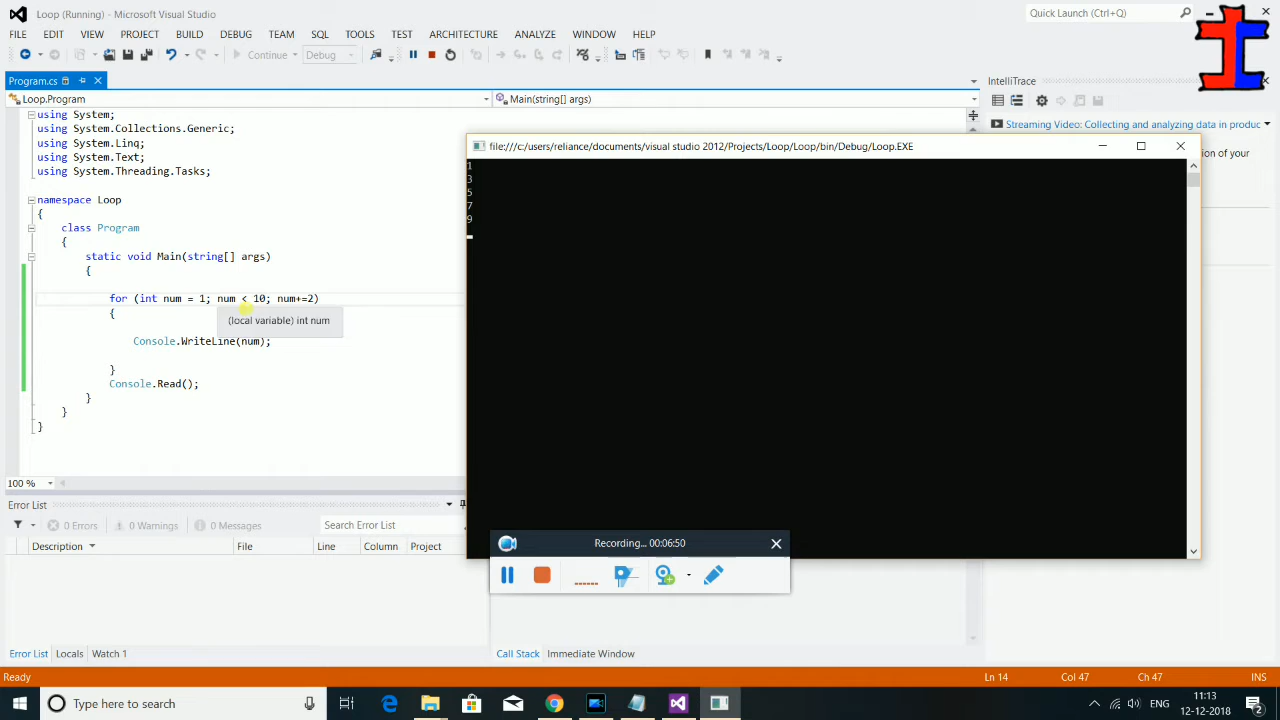 Loop (Running) - Microsoft Visual Studio
Quick Launch (Ctrl+Q)
FILE EDIT VIEW PROJECT BUILD DEBUG TEAM SQL TOOLS TEST ARCHITECTURE ANALYZE WINDOW HELP
Continue Debug
Program.cs
IntelliTrace
Loop.Program
Main(string[] args)
Streaming Video: Collecting and analyzing data in produc
ion of your
using System;
using System.Collections.Generic;
using System.Linq;
using System.Text;
using System.Threading.Tasks;
namespace Loop
{
class Program
{
static void Main(string[] args)
{
for (int num = 1; num < 10; num+=2)
{
(local variable) int num
Console.WriteLine(num);
}
Console.Read();
}
}
}
file:///c:/users/reliance/documents/visual studio 2012/Projects/Loop/Loop/bin/Debug/Loop.EXE
1
3
5
7
9
100 %
Error List
0 Errors 0 Warnings 0 Messages Search Error List
Description File Line Column Project
Recording... 00:06:50
Error List Locals Watch 1
Call Stack Immediate Window
Ready Ln 14 Col 47 Ch 47 INS
Type here to search
ENG
11:13
12-12-2018
2